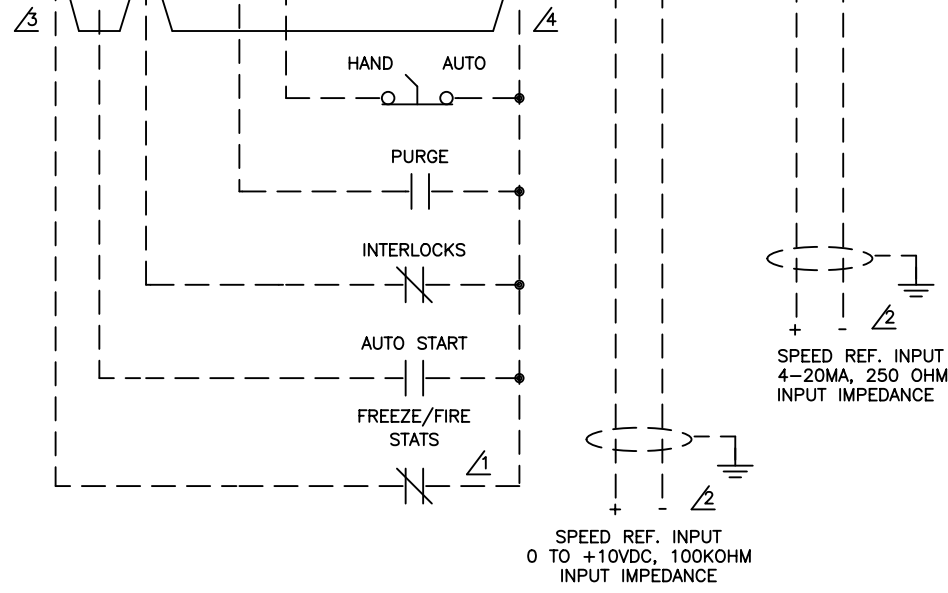 3
4
HAND AUTO
PURGE
INTERLOCKS
AUTO START
FREEZE/FIRE
STATS
1
+ -
2
SPEED REF. INPUT
4-20MA, 250 OHM
INPUT IMPEDANCE
+ -
2
SPEED REF. INPUT
0 TO +10VDC, 100KOHM
INPUT IMPEDANCE